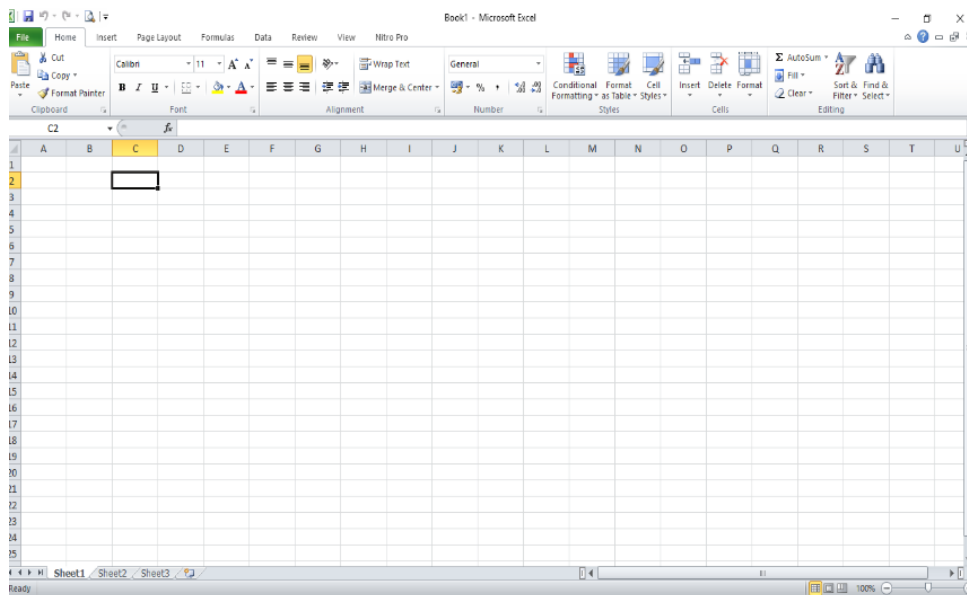 Book1 - Microsoft Excel
File Home Insert Page Layout Formulas Data Review View Nitro Pro
Cut
Calibri 11 A A Wrap Text General AutoSum
Copy Fill
Paste Format Painter B I U A Merge & Center % , Conditional Formatting Format as Table Cell Styles Insert Delete Format Clear Sort & Filter Find & Select
Clipboard Font Alignment Number Styles Cells Editing
C2 fx
A B C D E F G H I J K L M N O P Q R S T U
1
2
3
4
5
6
7
8
9
10
11
12
13
14
15
16
17
18
19
20
21
22
23
24
25
Sheet1 Sheet2 Sheet3
Ready 100%